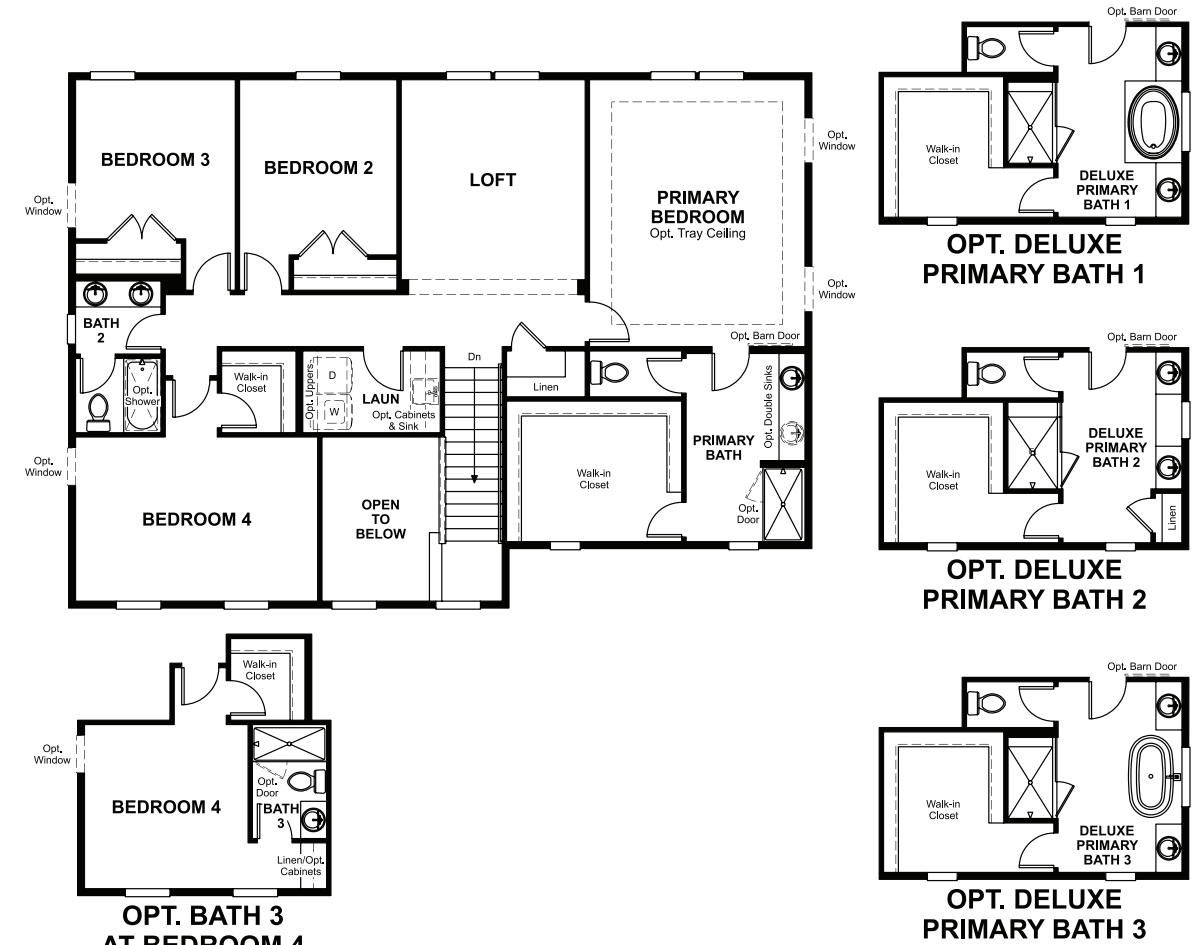 BEDROOM 3
BEDROOM 2
LOFT
PRIMARY
BEDROOM
Opt. Tray Ceiling
Opt.
Window
Opt.
Window
Opt.
Window
Opt. Barn Door
BATH
2
Opt.
Shower
Walk-in
Closet
Opt. Uppers
D
W
LAUN
Opt. Cabinets
& Sink
Dn
Linen
Opt. Double Sinks
PRIMARY
BATH
Walk-in
Closet
Opt.
Door
Opt.
Window
BEDROOM 4
OPEN
TO
BELOW
Walk-in
Closet
Opt.
Window
BEDROOM 4
Opt.
Door
BATH
3
Linen/Opt.
Cabinets
OPT. BATH 3
AT BEDROOM 4
Opt. Barn Door
Walk-in
Closet
DELUXE
PRIMARY
BATH 1
OPT. DELUXE
PRIMARY BATH 1
Opt. Barn Door
Walk-in
Closet
DELUXE
PRIMARY
BATH 2
Linen
OPT. DELUXE
PRIMARY BATH 2
Opt. Barn Door
Walk-in
Closet
DELUXE
PRIMARY
BATH 3
OPT. DELUXE
PRIMARY BATH 3